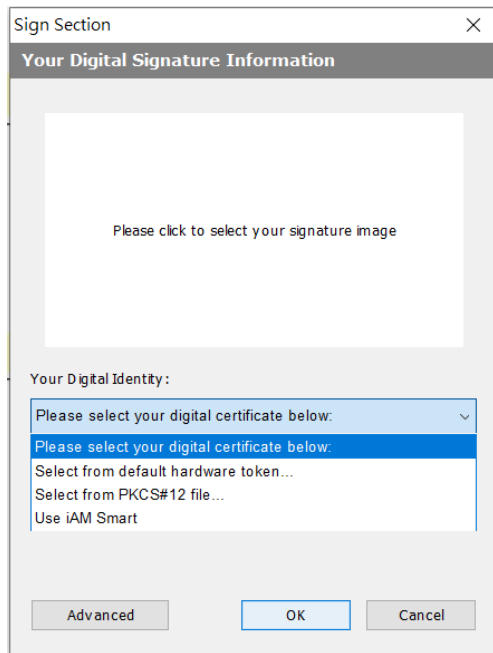 Sign Section
Your Digital Signature Information
Please click to select your signature image
Your Digital Identity:
Please select your digital certificate below:
Please select your digital certificate below:
Select from default hardware token...
Select from PKCS#12 file...
Use iAM Smart
Advanced OK Cancel